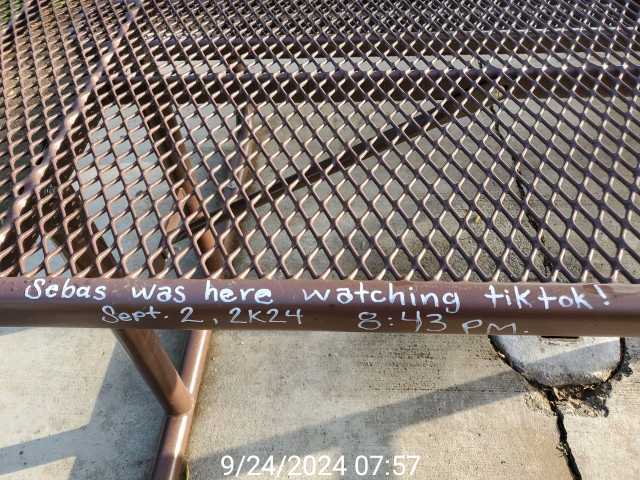 Sebas was here watching tiktok!
Sept. 2, 2K24 8:43 PM.
9/24/2024 07:57